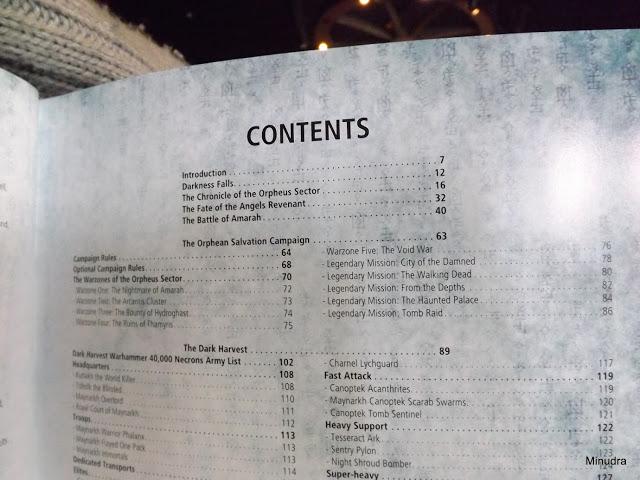 CONTENTS
Introduction 7
Darkness Falls 12
The Chronicle of the Orpheus Sector 16
The Fate of the Angels Revenant 32
The Battle of Amarah 40
The Orphean Salvation Campaign 63
Campaign Rules 64
Optional Campaign Rules 68
The Warzones of the Orpheus Sector 70
- Warzone One: The Nightmare of Amarah 72
- Warzone Two: The Arcantis Cluster 73
- Warzone Three: The Bounty of Hydroghast 74
- Warzone Four: The Ruins of Thamyris 75
- Warzone Five: The Void War 76
- Legendary Mission: City of the Damned 78
- Legendary Mission: The Walking Dead 80
- Legendary Mission: From the Depths 82
- Legendary Mission: The Haunted Palace 84
- Legendary Mission: Tomb Raid 86
The Dark Harvest 89
Dark Harvest Warhammer 40,000 Necrons Army List 102
Headquarters 108
- Kutlakh the World Killer 108
- Toholk the Blinded 109
- Maynarkh Overlord 110
- Royal Court of Maynarkh 111
Troops 112
- Maynarkh Warrior Phalanx 113
- Maynarkh Flayed One Pack 113
- Maynarkh Immortals 113
Dedicated Transports 114
Elites
- Charnel Lychguard 117
Fast Attack 119
- Canoptek Acanthrites 119
- Maynarkh Canoptek Scarab Swarms 120
- Canoptek Tomb Sentinel 121
Heavy Support 122
- Tesseract Ark 122
- Sentry Pylon 123
- Night Shroud Bomber 124
Super-heavy 127
Minudra